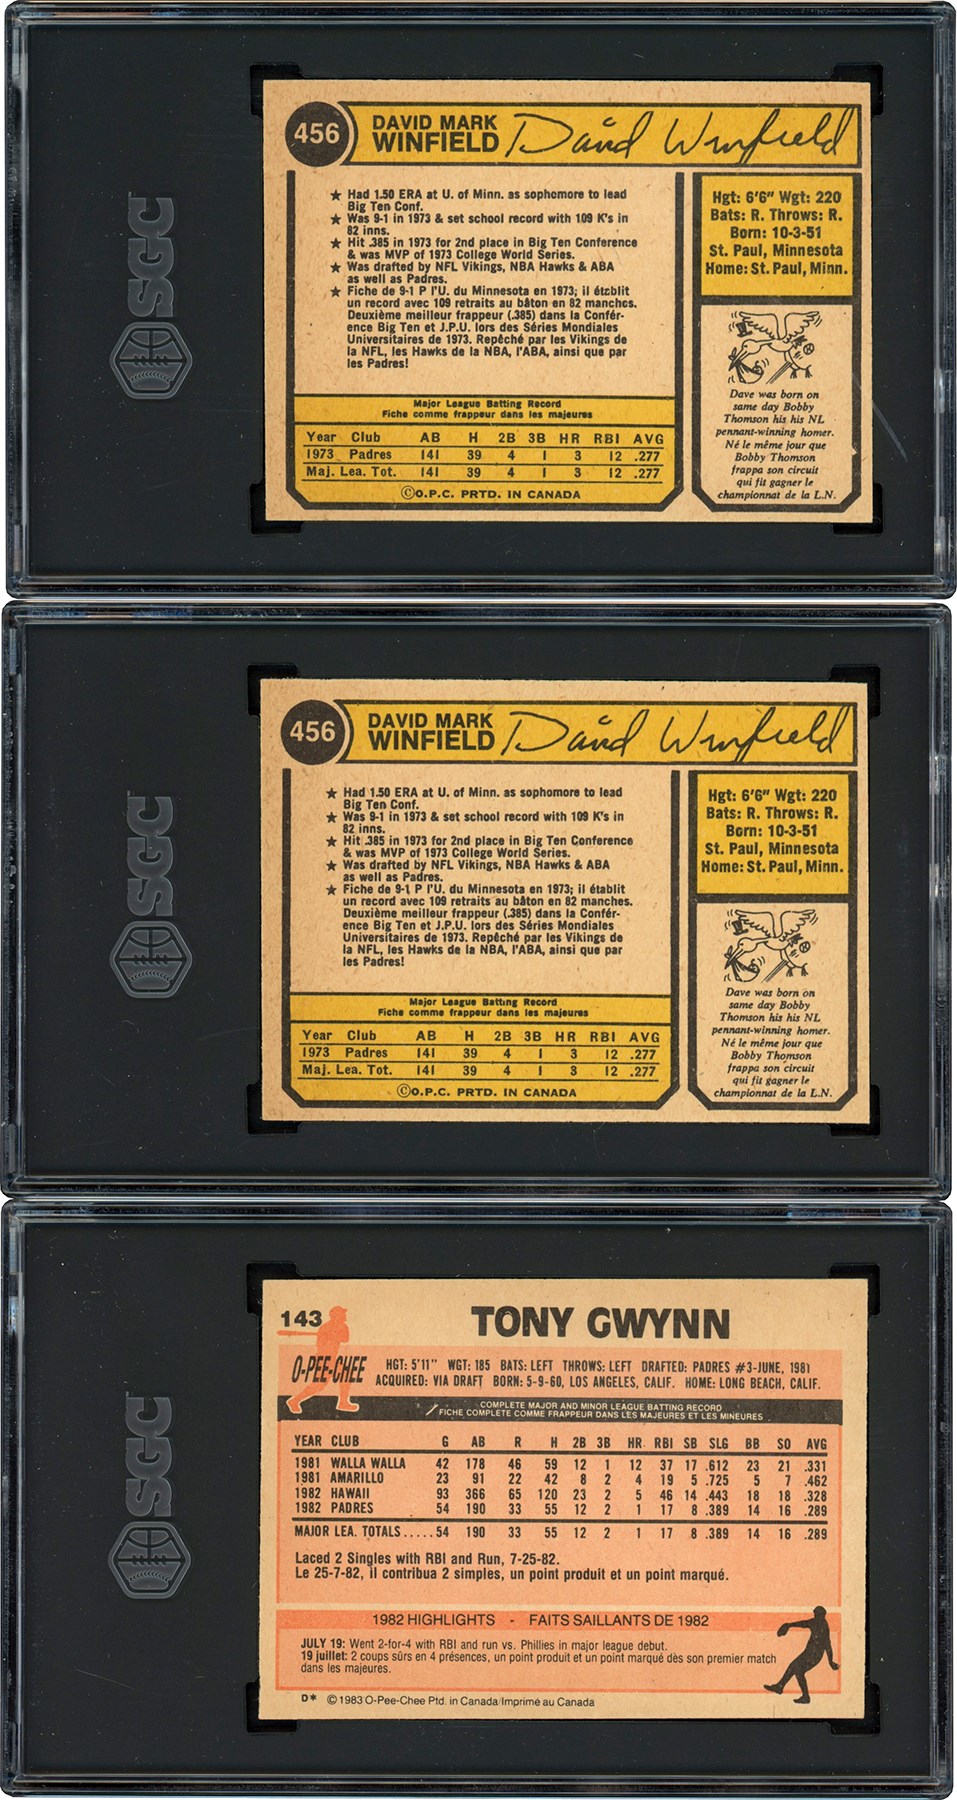 SGC
456
DAVID MARK
WINFIELD
David Winfield
★ Had 1.50 ERA at U. of Minn. as sophomore to lead
Big Ten Conf.
★ Was 9-1 in 1973 & set school record with 109 K's in
82 inns.
★ Hit .385 in 1973 for 2nd place in Big Ten Conference
& was MVP of 1973 College World Series.
★ Was drafted by NFL Vikings, NBA Hawks & ABA
as well as Padres.
★ Fiche de 9-1 P l'U. du Minnesota en 1973; il établit
un record avec 109 retraits au bâton en 82 manches.
Deuxième meilleur frappeur (.385) dans la Confér-
ence Big Ten et J.P.U. lors des Séries Mondiales
Universitaires de 1973. Repêché par les Vikings de
la NFL, les Hawks de la NBA, l'ABA, ainsi que par
les Padres!
Major League Batting Record
Fiche comme frappeur dans les majeures
Year Club AB H 2B 3B HR RBI AVG
1973 Padres 141 39 4 1 3 12 .277
Maj. Lea. Tot. 141 39 4 1 3 12 .277
©O.P.C. PRTD. IN CANADA
Hgt: 6'6" Wgt: 220
Bats: R. Throws: R.
Born: 10-3-51
St. Paul, Minnesota
Home: St. Paul, Minn.
Dave was born on
same day Bobby
Thomson his his NL
pennant-winning homer.
Né le même jour que
Bobby Thomson
frappa son circuit
qui fit gagner le
championnat de la L.N.
SGC
456
DAVID MARK
WINFIELD
David Winfield
★ Had 1.50 ERA at U. of Minn. as sophomore to lead
Big Ten Conf.
★ Was 9-1 in 1973 & set school record with 109 K's in
82 inns.
★ Hit .385 in 1973 for 2nd place in Big Ten Conference
& was MVP of 1973 College World Series.
★ Was drafted by NFL Vikings, NBA Hawks & ABA
as well as Padres.
★ Fiche de 9-1 P l'U. du Minnesota en 1973; il établit
un record avec 109 retraits au bâton en 82 manches.
Deuxième meilleur frappeur (.385) dans la Confér-
ence Big Ten et J.P.U. lors des Séries Mondiales
Universitaires de 1973. Repêché par les Vikings de
la NFL, les Hawks de la NBA, l'ABA, ainsi que par
les Padres!
Major League Batting Record
Fiche comme frappeur dans les majeures
Year Club AB H 2B 3B HR RBI AVG
1973 Padres 141 39 4 1 3 12 .277
Maj. Lea. Tot. 141 39 4 1 3 12 .277
©O.P.C. PRTD. IN CANADA
Hgt: 6'6" Wgt: 220
Bats: R. Throws: R.
Born: 10-3-51
St. Paul, Minnesota
Home: St. Paul, Minn.
Dave was born on
same day Bobby
Thomson his his NL
pennant-winning homer.
Né le même jour que
Bobby Thomson
frappa son circuit
qui fit gagner le
championnat de la L.N.
SGC
143
TONY GWYNN
O-PEE-CHEE
HGT: 5'11" WGT: 185 BATS: LEFT THROWS: LEFT DRAFTED: PADRES #3-JUNE, 1981
ACQUIRED: VIA DRAFT BORN: 5-9-60, LOS ANGELES, CALIF. HOME: LONG BEACH, CALIF.
COMPLETE MAJOR AND MINOR LEAGUE BATTING RECORD
FICHE COMPLETE COMME FRAPPEUR DANS LES MAJEURES ET LES MINEURES
YEAR CLUB G AB R H 2B 3B HR RBI SB SLG BB SO AVG
1981 WALLA WALLA 42 178 46 59 12 1 12 37 17 .612 23 21 .331
1981 AMARILLO 23 91 22 42 8 2 4 19 5 .725 5 7 .462
1982 HAWAII 93 366 65 120 23 2 5 46 14 .443 18 18 .328
1982 PADRES 54 190 33 55 12 2 1 17 8 .389 14 16 .289
MAJOR LEA. TOTALS.....54 190 33 55 12 2 1 17 8 .389 14 16 .289
Laced 2 Singles with RBI and Run, 7-25-82.
Le 25-7-82, il contribua 2 simples, un point produit et un point marqué.
1982 HIGHLIGHTS - FAITS SAILLANTS DE 1982
JULY 19: Went 2-for-4 with RBI and run vs. Phillies in major league debut.
19 juillet: 2 coups sûrs en 4 présences, un point produit et un point marqué dès son premier match
dans les majeures.
D* © 1983 O-Pee-Chee Ptd. in Canada/Imprimé au Canada